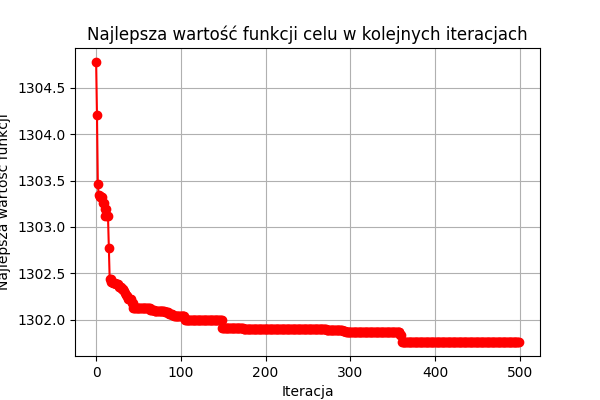 Najlepsza wartość funkcji celu w kolejnych iteracjach
Najlepsza wartość funkcji
1304.5
1304.0
1303.5
1303.0
1302.5
1302.0
0 100 200 300 400 500
Iteracja